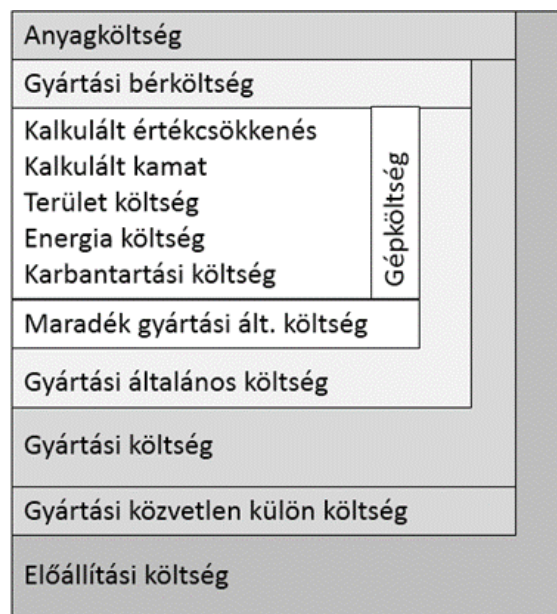 Anyagköltség
Gyártási bérköltség
Kalkulált értékcsökkenés
Kalkulált kamat
Terület költség
Energia költség
Karbantartási költség
Gépköltség
Maradék gyártási ált. költség
Gyártási általános költség
Gyártási költség
Gyártási közvetlen külön költség
Előállítási költség